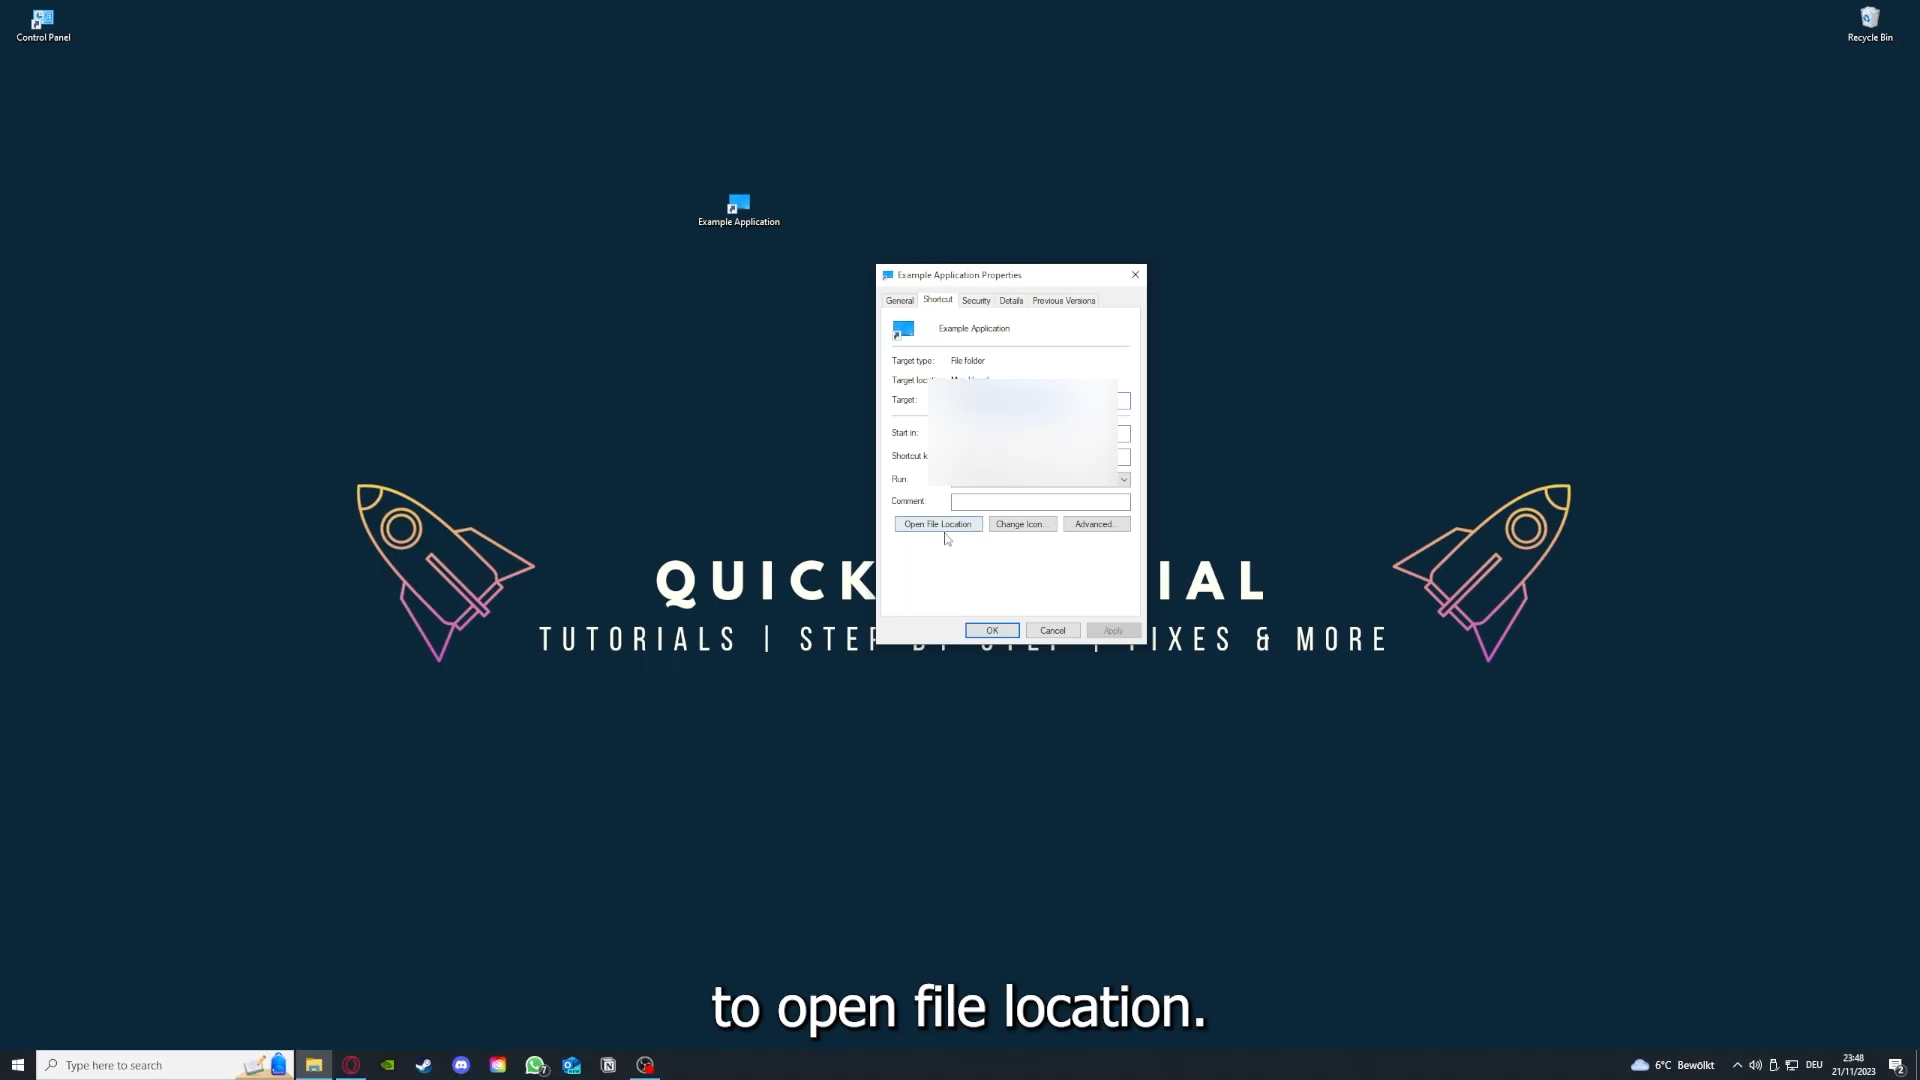 Control Panel
Recycle Bin
Example Application
Example Application Properties
General Shortcut Security Details Previous Versions
Example Application
Target type: File folder
Target
Target:
Start in:
Shortcut k
Run:
Comment:
Open File Location Change Icon... Advanced...
QUICK IAL
TUTORIALS | STEP | FIXES & MORE
OK Cancel Apply
to open file location.
Type here to search
7
6°C Bewölkt
DEU
23:48
21/11/2023
2